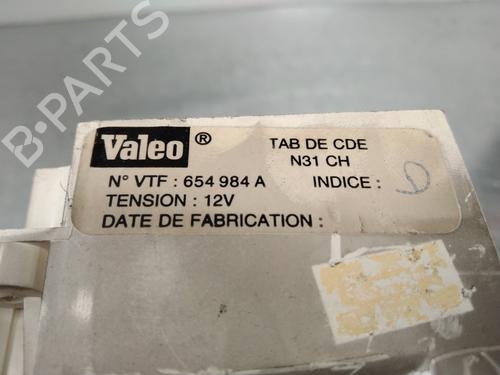 B-PARTS
Valeo ®
TAB DE CDE
N31 CH
N° VTF : 654 984 A
INDICE :
TENSION : 12V
DATE DE FABRICATION :